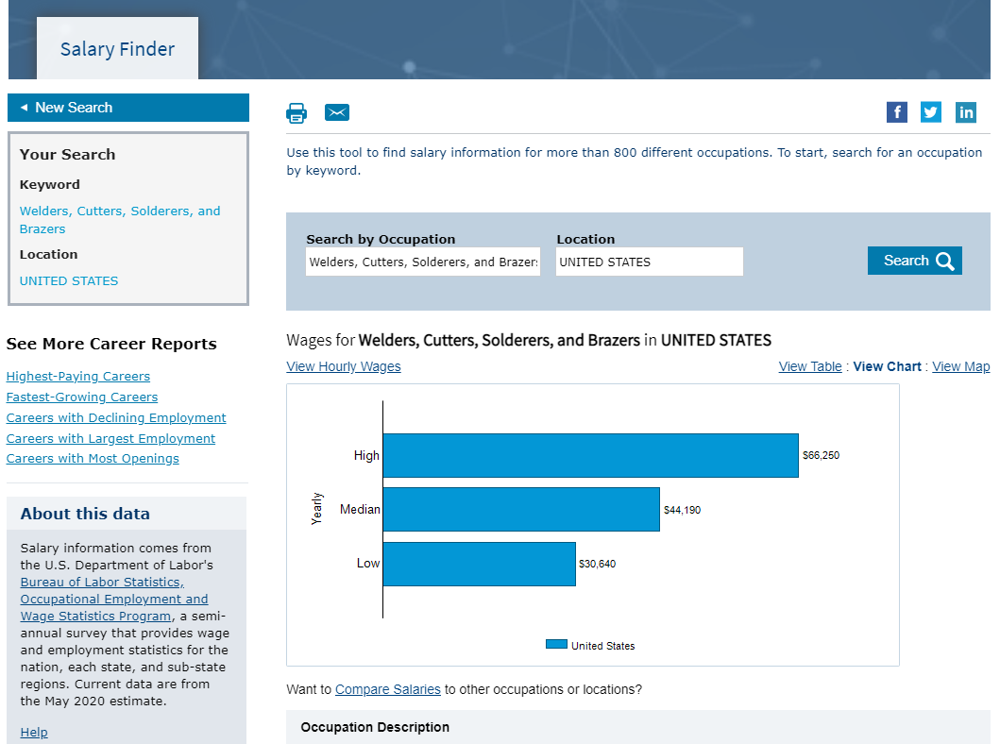 Salary Finder
New Search
Your Search
Keyword
Welders, Cutters, Solderers, and
Brazers
Location
UNITED STATES
See More Career Reports
Highest-Paying Careers
Fastest-Growing Careers
Careers with Declining Employment
Careers with Largest Employment
Careers with Most Openings
About this data
Salary information comes from
the U.S. Department of Labor's
Bureau of Labor Statistics,
Occupational Employment and
Wage Statistics Program, a semi-
annual survey that provides wage
and employment statistics for the
nation, each state, and sub-state
regions. Current data are from
the May 2020 estimate.
Help
f in
Use this tool to find salary information for more than 800 different occupations. To start, search for an occupation
by keyword.
Search by Occupation Location
Welders, Cutters, Solderers, and Brazers UNITED STATES Search
Wages for Welders, Cutters, Solderers, and Brazers in UNITED STATES
View Hourly Wages View Table : View Chart : View Map
High $66,250
Yearly
Median $44,190
Low $30,640
United States
Want to Compare Salaries to other occupations or locations?
Occupation Description